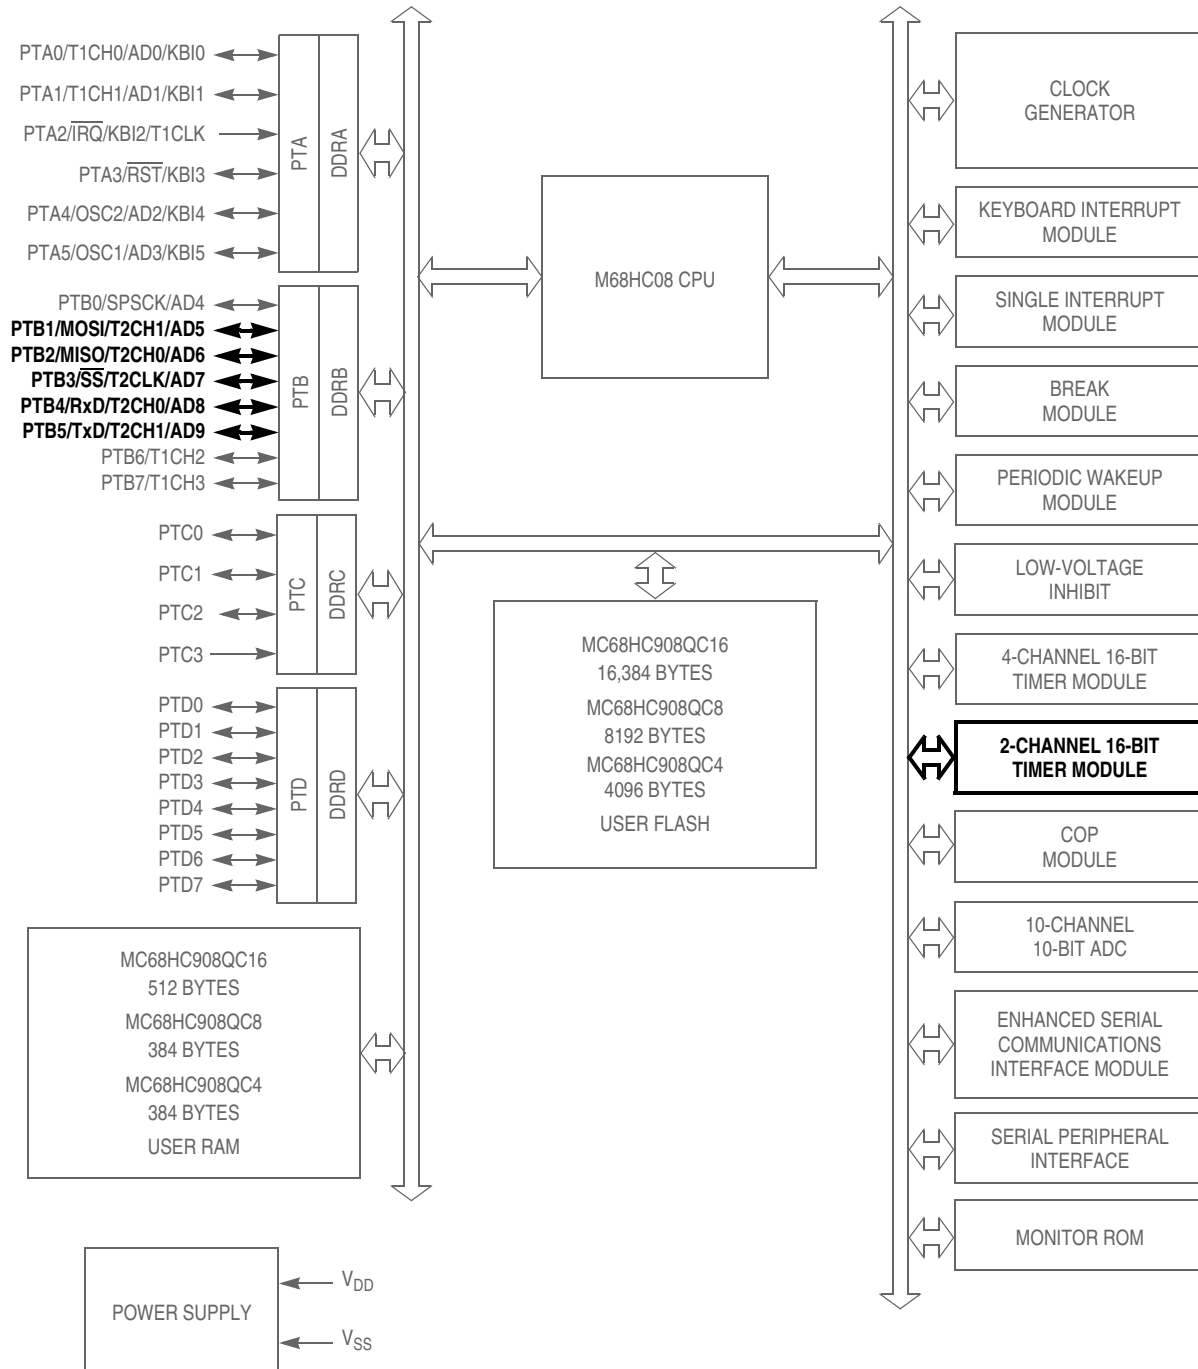 PTA0/T1CH0/AD0/KBI0
PTA1/T1CH1/AD1/KBI1
PTA2/I̅R̅Q̅/KBI2/T1CLK
PTA3/R̅S̅T̅/KBI3
PTA4/OSC2/AD2/KBI4
PTA5/OSC1/AD3/KBI5
PTA
DDRA
PTB0/SPSCK/AD4
PTB1/MOSI/T2CH1/AD5
PTB2/MISO/T2CH0/AD6
PTB3/S̅S̅/T2CLK/AD7
PTB4/RxD/T2CH0/AD8
PTB5/TxD/T2CH1/AD9
PTB6/T1CH2
PTB7/T1CH3
PTB
DDRB
PTC0
PTC1
PTC2
PTC3
PTC
DDRC
PTD0
PTD1
PTD2
PTD3
PTD4
PTD5
PTD6
PTD7
PTD
DDRD
MC68HC908QC16
512 BYTES
MC68HC908QC8
384 BYTES
MC68HC908QC4
384 BYTES
USER RAM
POWER SUPPLY
VDD
VSS
M68HC08 CPU
MC68HC908QC16
16,384 BYTES
MC68HC908QC8
8192 BYTES
MC68HC908QC4
4096 BYTES
USER FLASH
CLOCK
GENERATOR
KEYBOARD INTERRUPT
MODULE
SINGLE INTERRUPT
MODULE
BREAK
MODULE
PERIODIC WAKEUP
MODULE
LOW-VOLTAGE
INHIBIT
4-CHANNEL 16-BIT
TIMER MODULE
2-CHANNEL 16-BIT
TIMER MODULE
COP
MODULE
10-CHANNEL
10-BIT ADC
ENHANCED SERIAL
COMMUNICATIONS
INTERFACE MODULE
SERIAL PERIPHERAL
INTERFACE
MONITOR ROM